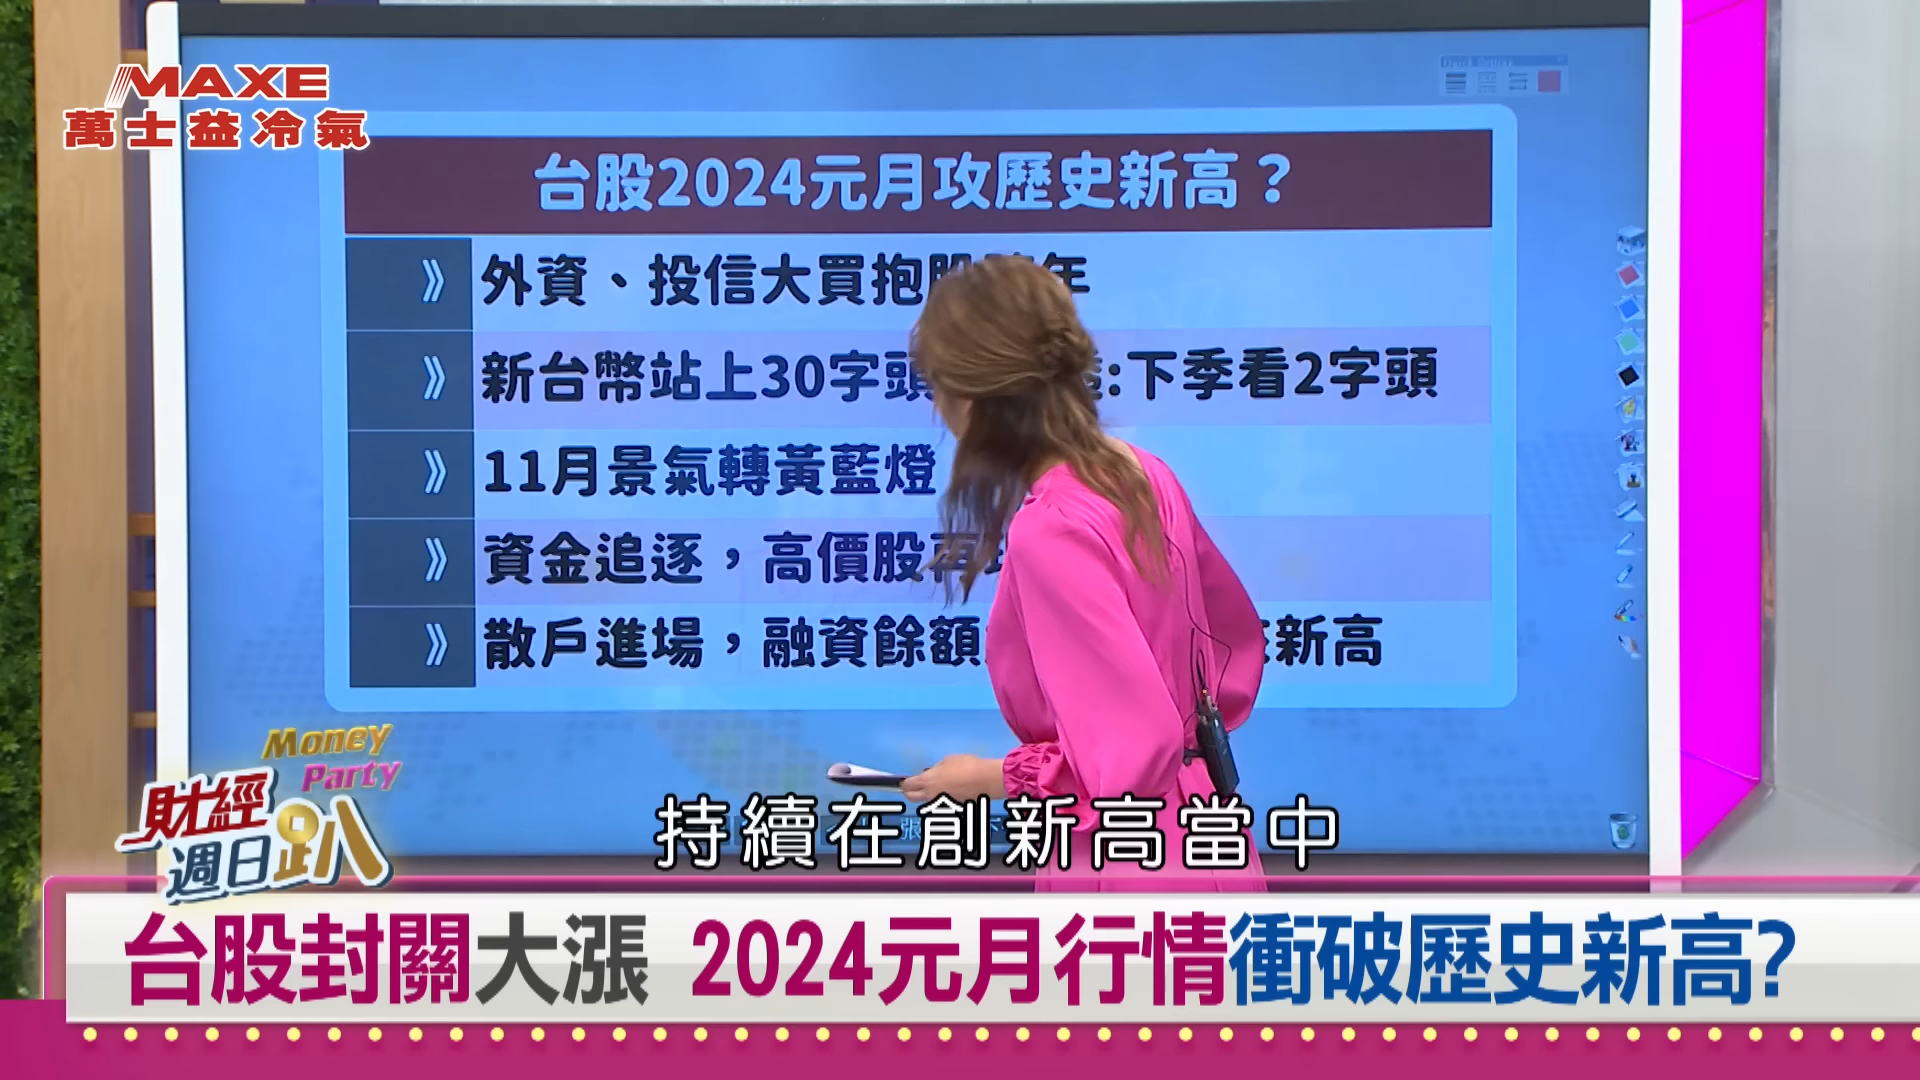 MAXE
萬士益冷氣
台股2024元月攻歷史新高？
》 外資、投信大買抱股年
》 新台幣站上30字頭:下季看2字頭
》 11月景氣轉黃藍燈
》 資金追逐，高價股再
》 散戶進場，融資餘額新高
Money
Party
財經
週日趴
持續在創新高當中
台股封關大漲 2024元月行情衝破歷史新高?